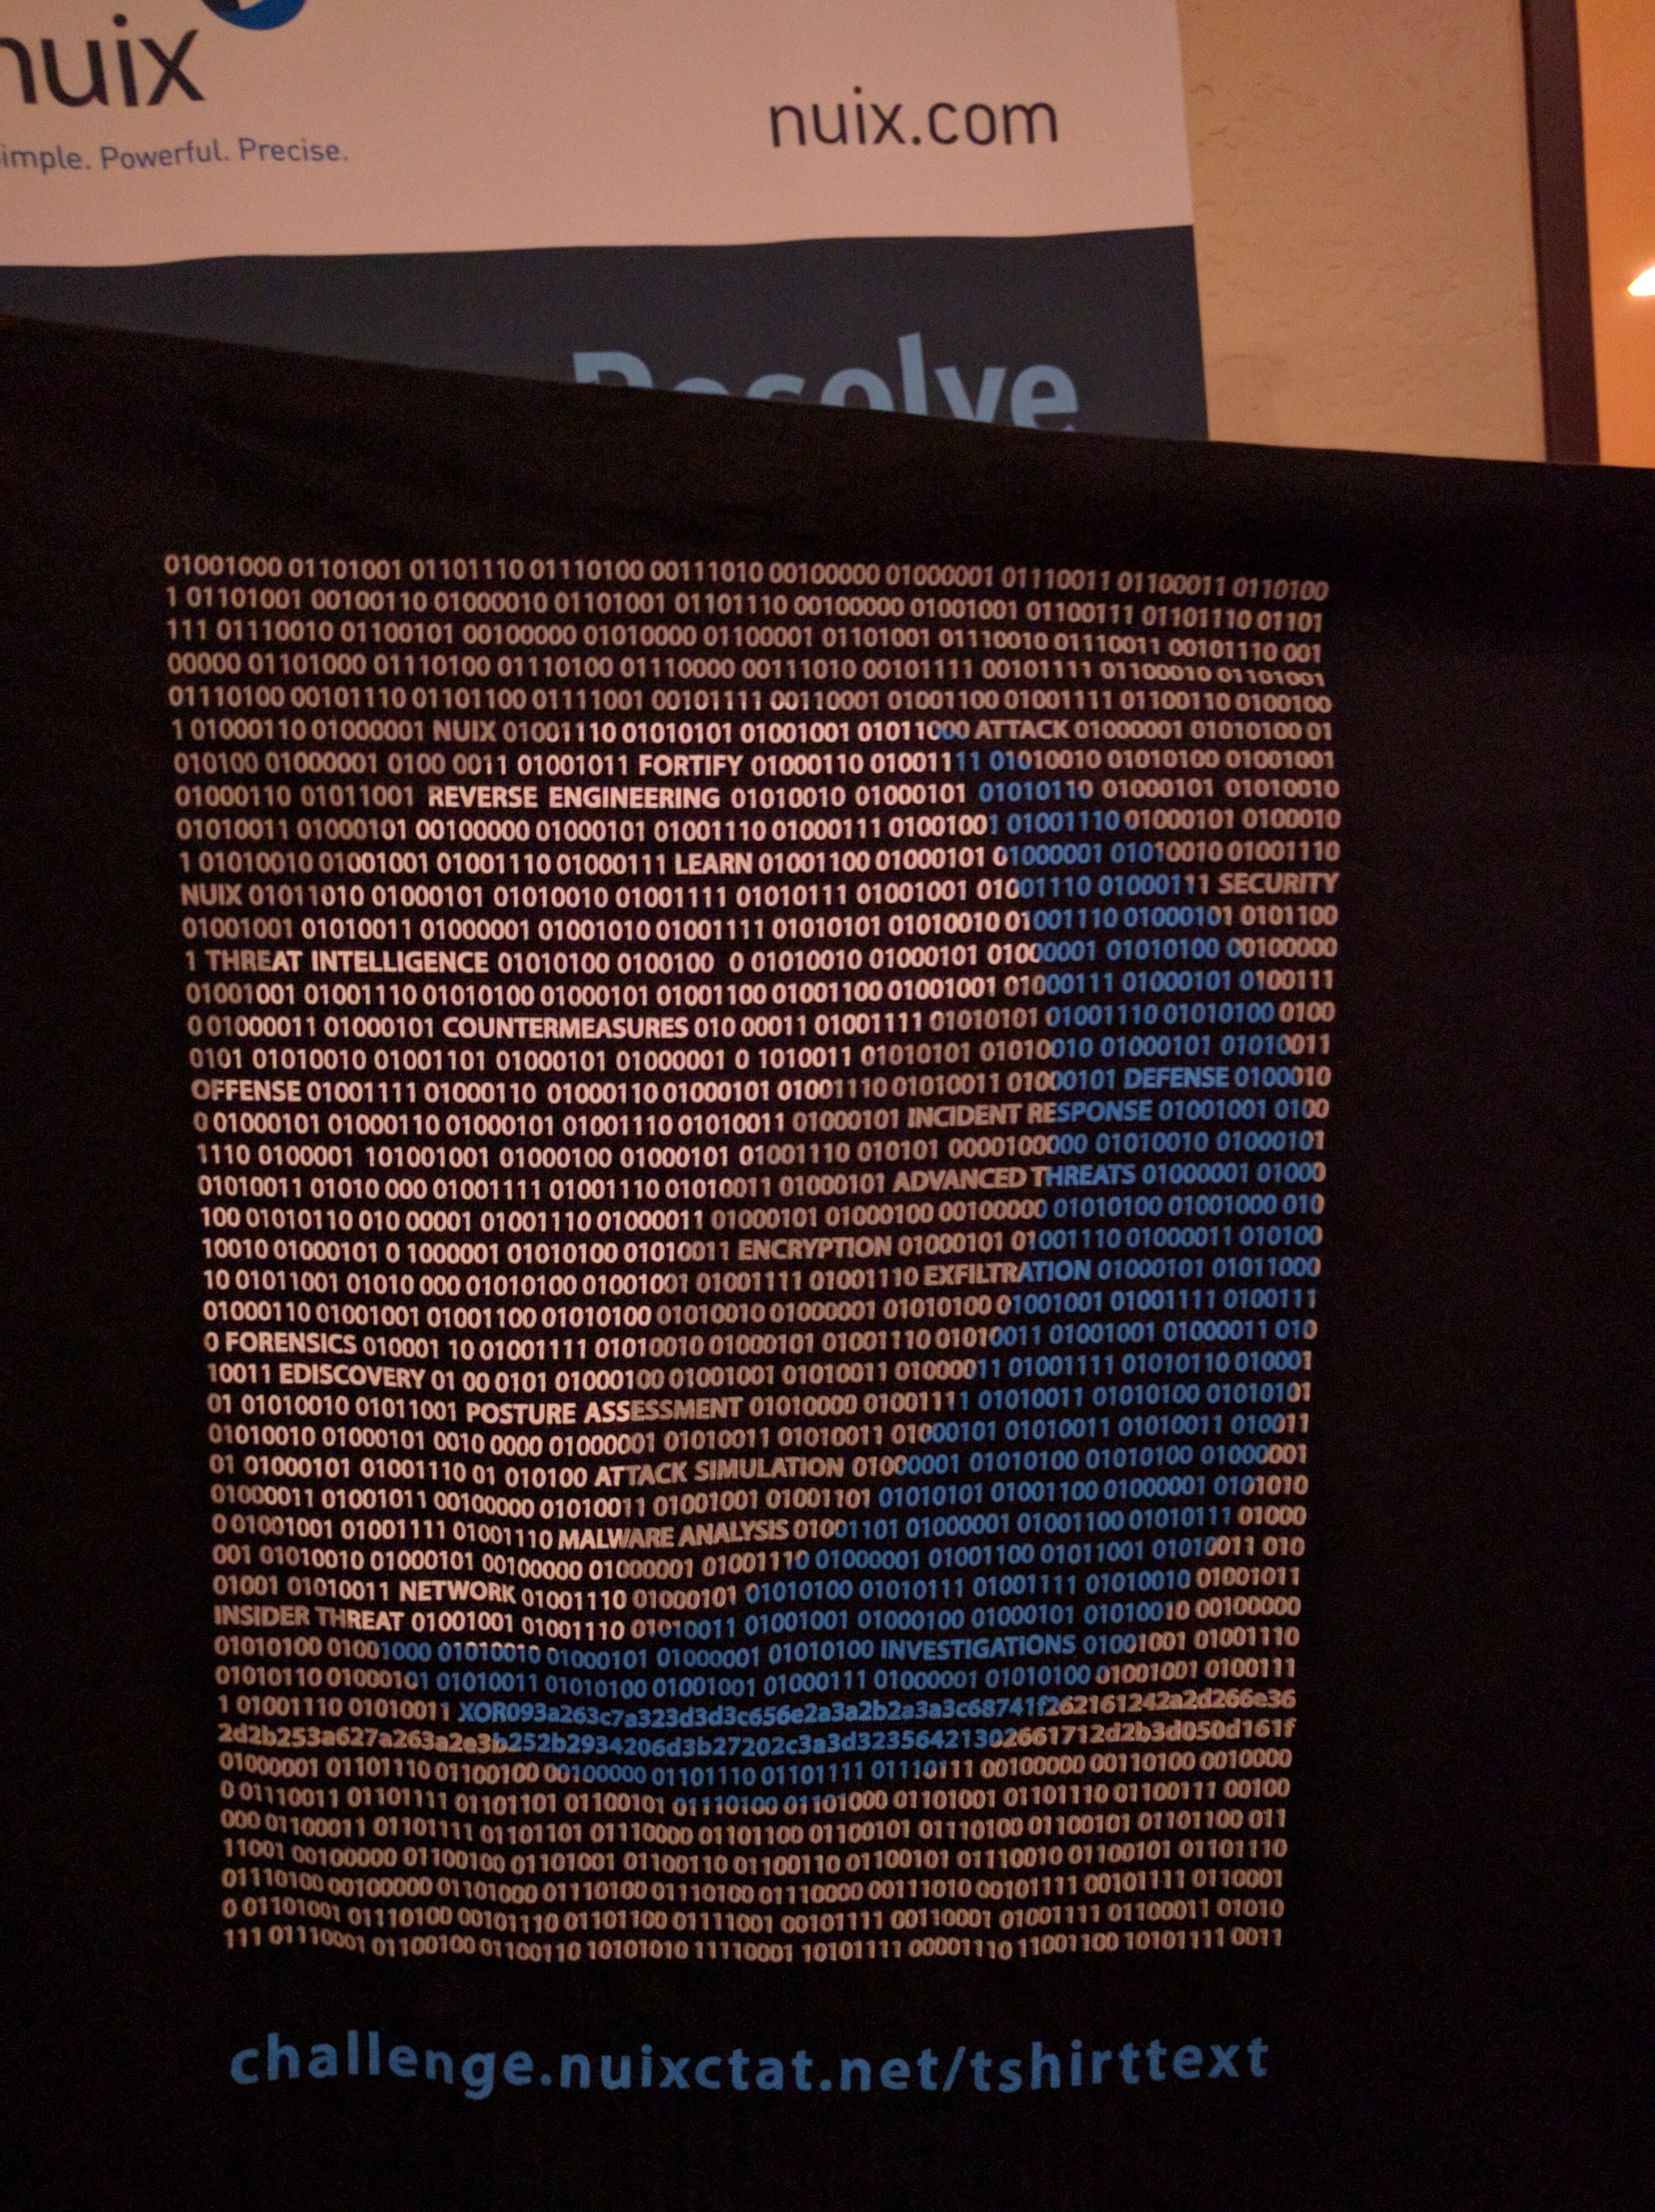 nuix
imple. Powerful. Precise.
nuix.com
Resolve
01001000 01101001 01101110 01110100 00111010 00100000 01000001 01110011 01100011 0110100
1 01101001 00100110 01000010 01101001 01101110 00100000 01001001 01100111 01101110 01101
111 01110010 01100101 00100000 01010000 01100001 01101001 01110010 01110011 00101110 001
00000 01101000 01110100 01110100 01110000 00111010 00101111 00101111 01100010 01101001
01110100 00101110 01101100 01111001 00101111 00110001 01001100 01001111 01100110 0100100
1 01000110 01000001 NUIX 01001110 01010101 01001001 01011000 ATTACK 01000001 01010100 01
010100 01000001 0100 0011 01001011 FORTIFY 01000110 01001111 01010010 01010100 01001001
01000110 01011001 REVERSE ENGINEERING 01010010 01000101 01010110 01000101 01010010
01010011 01000101 00100000 01000101 01001110 01000111 01001001 01001110 01000101 0100010
1 01010010 01001001 01001110 01000111 LEARN 01001100 01000101 01000001 01010010 01001110
NUIX 01011010 01000101 01010010 01001111 01010111 01001001 01001110 01000111 SECURITY
01001001 01010011 01000001 01001010 01001111 01010101 01010010 01001110 01000101 0101100
1 THREAT INTELLIGENCE 01010100 0100100 0 01010010 01000101 01000001 01010100 00100000
01001001 01001110 01010100 01000101 01001100 01001100 01001001 01000111 01000101 0100111
0 01000011 01000101 COUNTERMEASURES 010 00011 01001111 01010101 01001110 01010100 0100
0101 01010010 01001101 01000101 01000001 0 1010011 01010101 01010010 01000101 01010011
OFFENSE 01001111 01000110 01000110 01000101 01001110 01010011 01000101 DEFENSE 0100010
0 01000101 01000110 01000101 01001110 01010011 01000101 INCIDENT RESPONSE 01001001 0100
1110 0100001 101001001 01000100 01000101 01001110 010101 0000100000 01010010 01000101
01010011 01010 000 01001111 01001110 01010011 01000101 ADVANCED THREATS 01000001 01000
100 01010110 010 00001 01001110 01000011 01000101 01000100 00100000 01010100 01001000 010
10010 01000101 0 1000001 01010100 01010011 ENCRYPTION 01000101 01001110 01000011 010100
10 01011001 01010 000 01010100 01001001 01001111 01001110 EXFILTRATION 01000101 01011000
01000110 01001001 01001100 01010100 01010010 01000001 01010100 01001001 01001111 0100111
0 FORENSICS 010001 10 01001111 01010010 01000101 01001110 01010011 01001001 01000011 010
10011 EDISCOVERY 01 00 0101 01000100 01001001 01010011 01000011 01001111 01010110 010001
01 01010010 01011001 POSTURE ASSESSMENT 01010000 01001111 01010011 01010100 01010101
01010010 01000101 0010 0000 01000001 01010011 01010011 01000101 01010011 01010011 010011
01 01000101 01001110 01 010100 ATTACK SIMULATION 01000001 01010100 01010100 01000001
01000011 01001011 00100000 01010011 01001001 01001101 01010101 01001100 01000001 0101010
0 01001001 01001111 01001110 MALWARE ANALYSIS 01001101 01000001 01001100 01010111 01000
001 01010010 01000101 00100000 01000001 01001110 01000001 01001100 01011001 01010011 010
01001 01010011 NETWORK 01001110 01000101 01010100 01010111 01001111 01010010 01001011
INSIDER THREAT 01001001 01001110 01010011 01001001 01000100 01000101 01010010 00100000
01010100 01001000 01010010 01000101 01000001 01010100 INVESTIGATIONS 01001001 01001110
01010110 01000101 01010011 01010100 01001001 01000111 01000001 01010100 01001001 0100111
1 01001110 01010011 XOR093a263c7a323d3d3c656e2a3a2b2a3a3c68741f262161242a2d266e36
2d2b253a627a263a2e3b252b2934206d3b27202c3a3d3235642130266171 2d2b3d050d161f
01000001 01101110 01100100 00100000 01101110 01101111 01110111 00100000 00110100 0010000
0 01110011 01101111 01101101 01100101 01110100 01101000 01101001 01101110 01100111 00100
000 01100011 01101111 01101101 01110000 01101100 01100101 01110100 01100101 01101100 011
11001 00100000 01100100 01101001 01100110 01100110 01100101 01110010 01100101 01101110
01110100 00100000 01101000 01110100 01110100 01110000 00111010 00101111 00101111 0110001
0 01101001 01110100 00101110 01101100 01111001 00101111 00110001 01001111 01100011 01010
111 01110001 01100100 01100110 10101010 11110001 10101111 00001110 11001100 10101111 0011
challenge.nuixctat.net/tshirttext